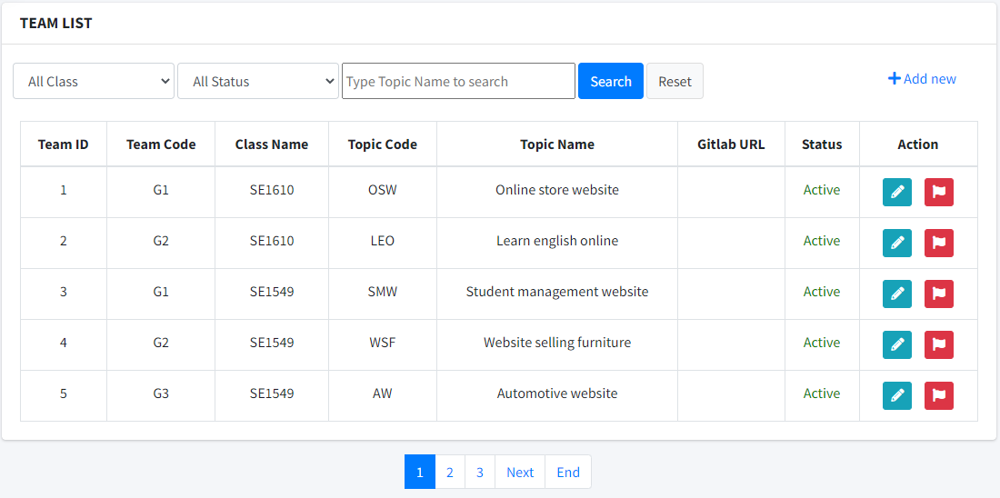 TEAM LIST
All Class All Status Type Topic Name to search Search Reset Add new
Team ID Team Code Class Name Topic Code Topic Name Gitlab URL Status Action
1 G1 SE1610 OSW Online store website Active
2 G2 SE1610 LEO Learn english online Active
3 G1 SE1549 SMW Student management website Active
4 G2 SE1549 WSF Website selling furniture Active
5 G3 SE1549 AW Automotive website Active
1 2 3 Next End